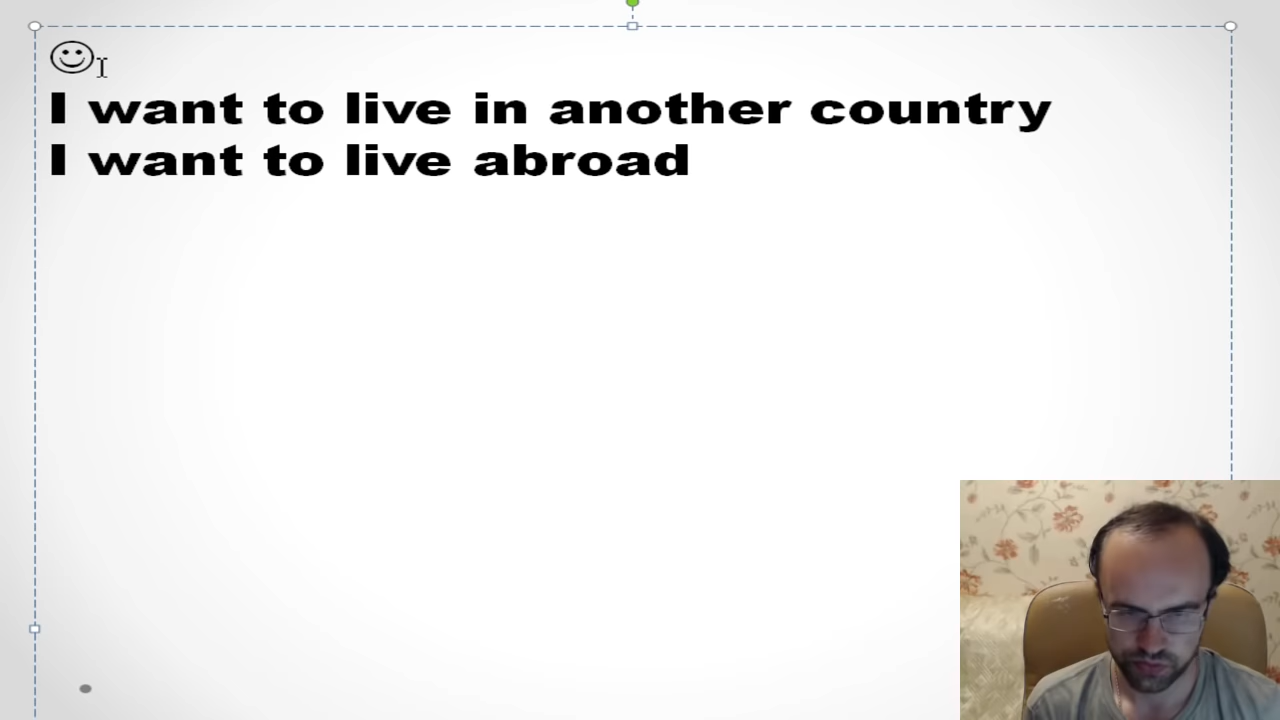 ☺
I want to live in another country
I want to live abroad